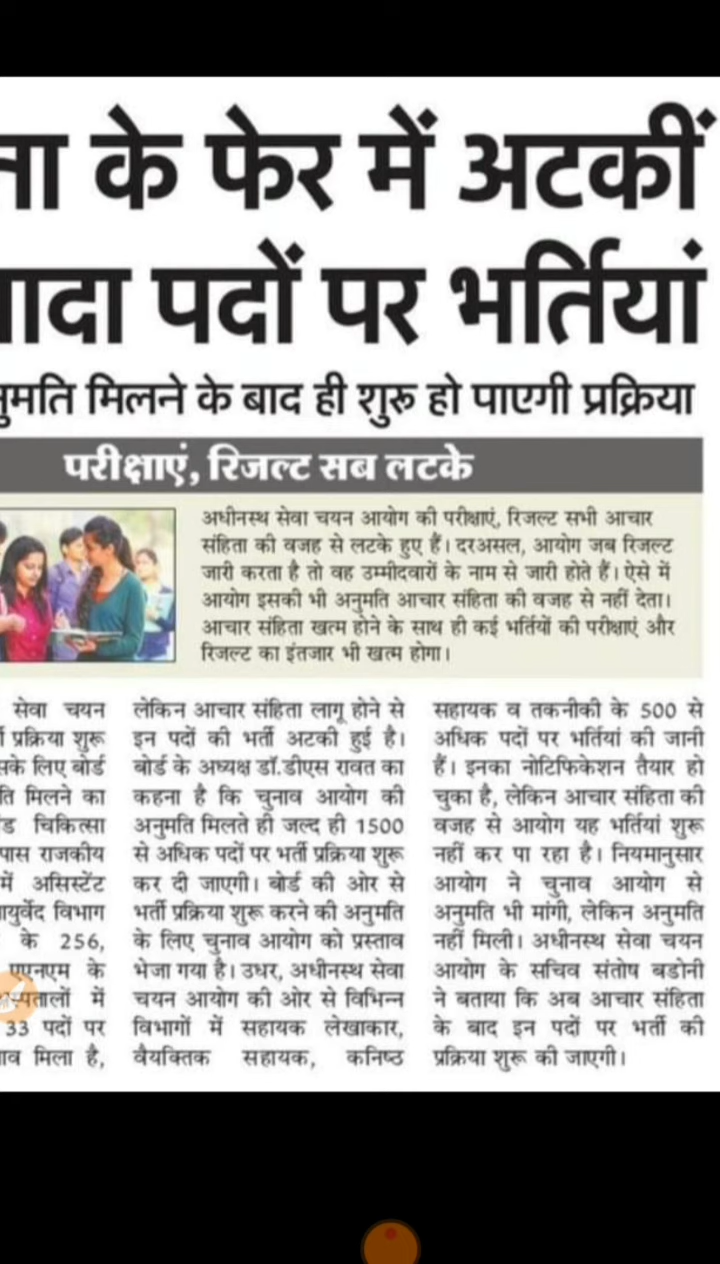 के फेर में अटकीं
पदों पर भर्तियां
मिलने के बाद ही शुरू हो पाएगी प्रक्रिया
परीक्षाएं, रिजल्ट सब लटके
अधीनस्थ सेवा चयन आयोग की परीक्षाएं, रिजल्ट सभी आचार
संहिता की वजह से लटके हुए हैं। दरअसल, आयोग जब रिजल्ट
जारी करता है तो वह उम्मीदवारों के नाम से जारी होते हैं। ऐसे में
आयोग इसकी भी अनुमति आचार संहिता की वजह से नहीं देता।
आचार संहिता खत्म होने के साथ ही कई भर्तियों की परीक्षाएं और
रिजल्ट का इंतजार भी खत्म होगा।
सेवा चयन
प्रक्रिया शुरू
लिए बोर्ड
मिलने का
चिकित्सा
राजकीय
में असिस्टेंट
विभाग
के 256,
एएनएम के
में
33 पदों पर
मिला है,
लेकिन आचार संहिता लागू होने से
इन पदों की भर्ती अटकी हुई है।
बोर्ड के अध्यक्ष डॉ.डीएस रावत का
कहना है कि चुनाव आयोग की
अनुमति मिलते ही जल्द ही 1500
से अधिक पदों पर भर्ती प्रक्रिया शुरू
कर दी जाएगी। बोर्ड की ओर से
भर्ती प्रक्रिया शुरू करने की अनुमति
के लिए चुनाव आयोग को प्रस्ताव
भेजा गया है। उधर, अधीनस्थ सेवा
चयन आयोग की ओर से विभिन्न
विभागों में सहायक लेखाकार,
वैयक्तिक सहायक, कनिष्ठ
सहायक व तकनीकी के 500 से
अधिक पदों पर भर्तियां की जानी
हैं। इनका नोटिफिकेशन तैयार हो
चुका है, लेकिन आचार संहिता की
वजह से आयोग यह भर्तियां शुरू
नहीं कर पा रहा है। नियमानुसार
आयोग ने चुनाव आयोग से
अनुमति भी मांगी, लेकिन अनुमति
नहीं मिली। अधीनस्थ सेवा चयन
आयोग के सचिव संतोष बडोनी
ने बताया कि अब आचार संहिता
के बाद इन पदों पर भर्ती की
प्रक्रिया शुरू की जाएगी।